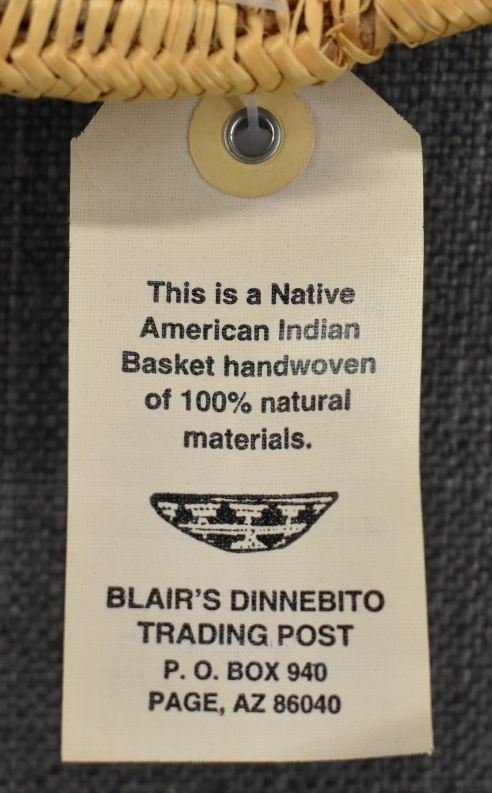 This is a Native
American Indian
Basket handwoven
of 100% natural
materials.
BLAIR'S DINNEBITO
TRADING POST
P. O. BOX 940
PAGE, AZ 86040